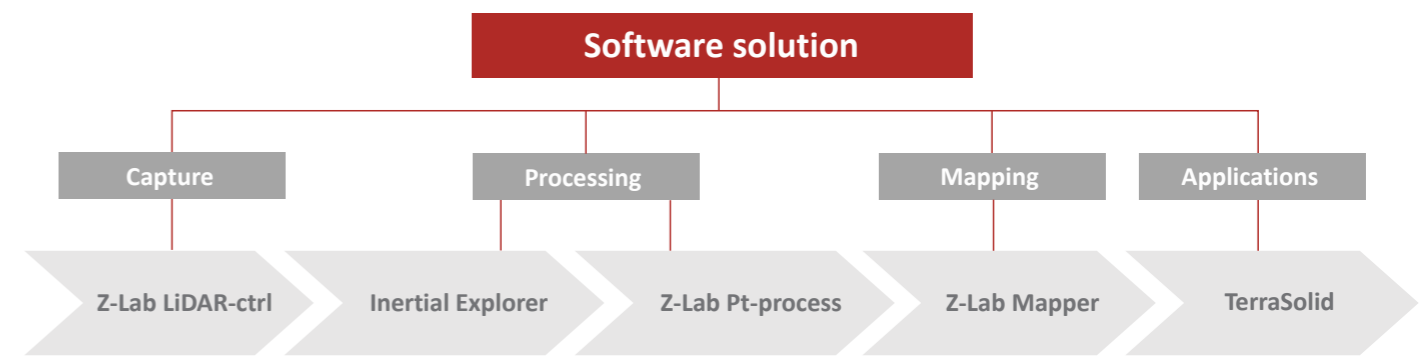 Software solution
Capture
Processing
Mapping
Applications
Z-Lab LiDAR-ctrl
Inertial Explorer
Z-Lab Pt-process
Z-Lab Mapper
TerraSolid